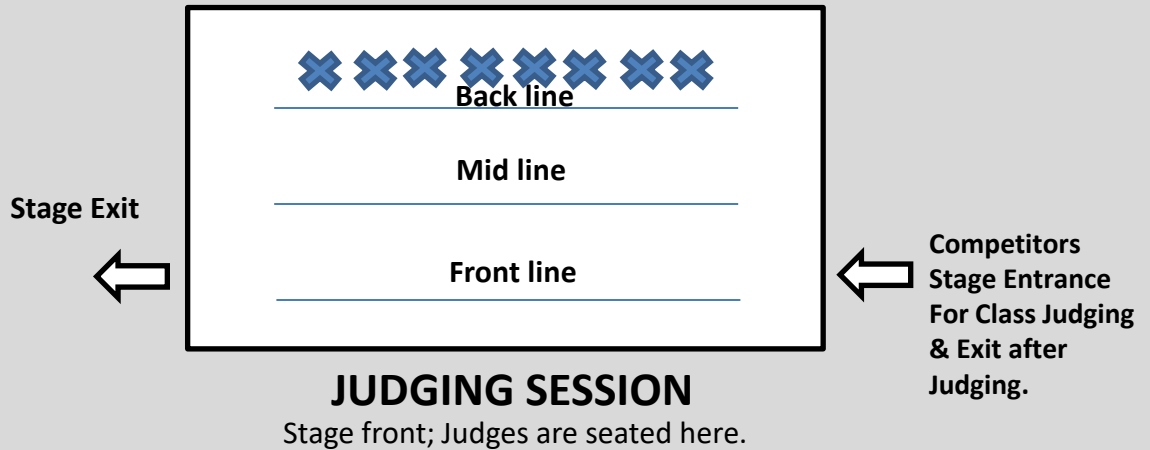 Back line
Mid line
Stage Exit
Front line
Competitors
Stage Entrance
For Class Judging
& Exit after
Judging.
JUDGING SESSION
Stage front; Judges are seated here.